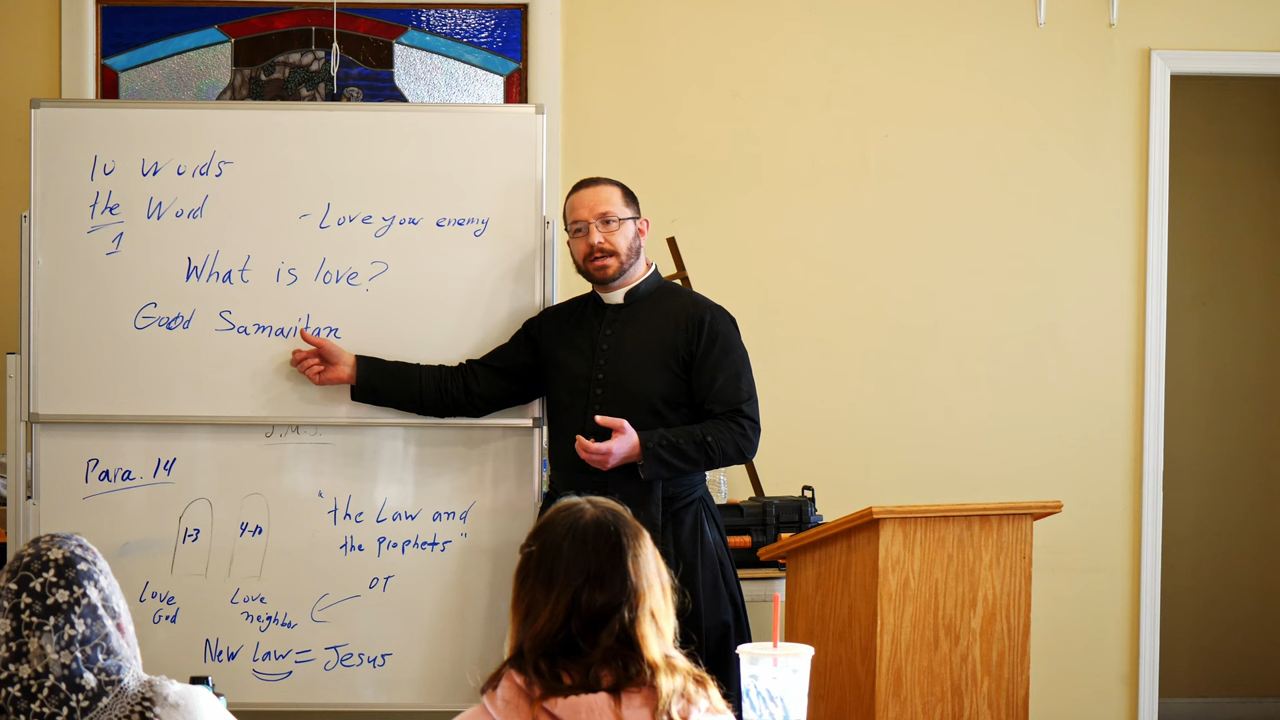 10 Words
the Word
1
- Love your enemy
What is love?
Good Samaritan
J.M.J.
Para. 14
1-3
4-10
"the Law and
the Prophets"
OT
Love
God
Love
neighbor
New Law = Jesus